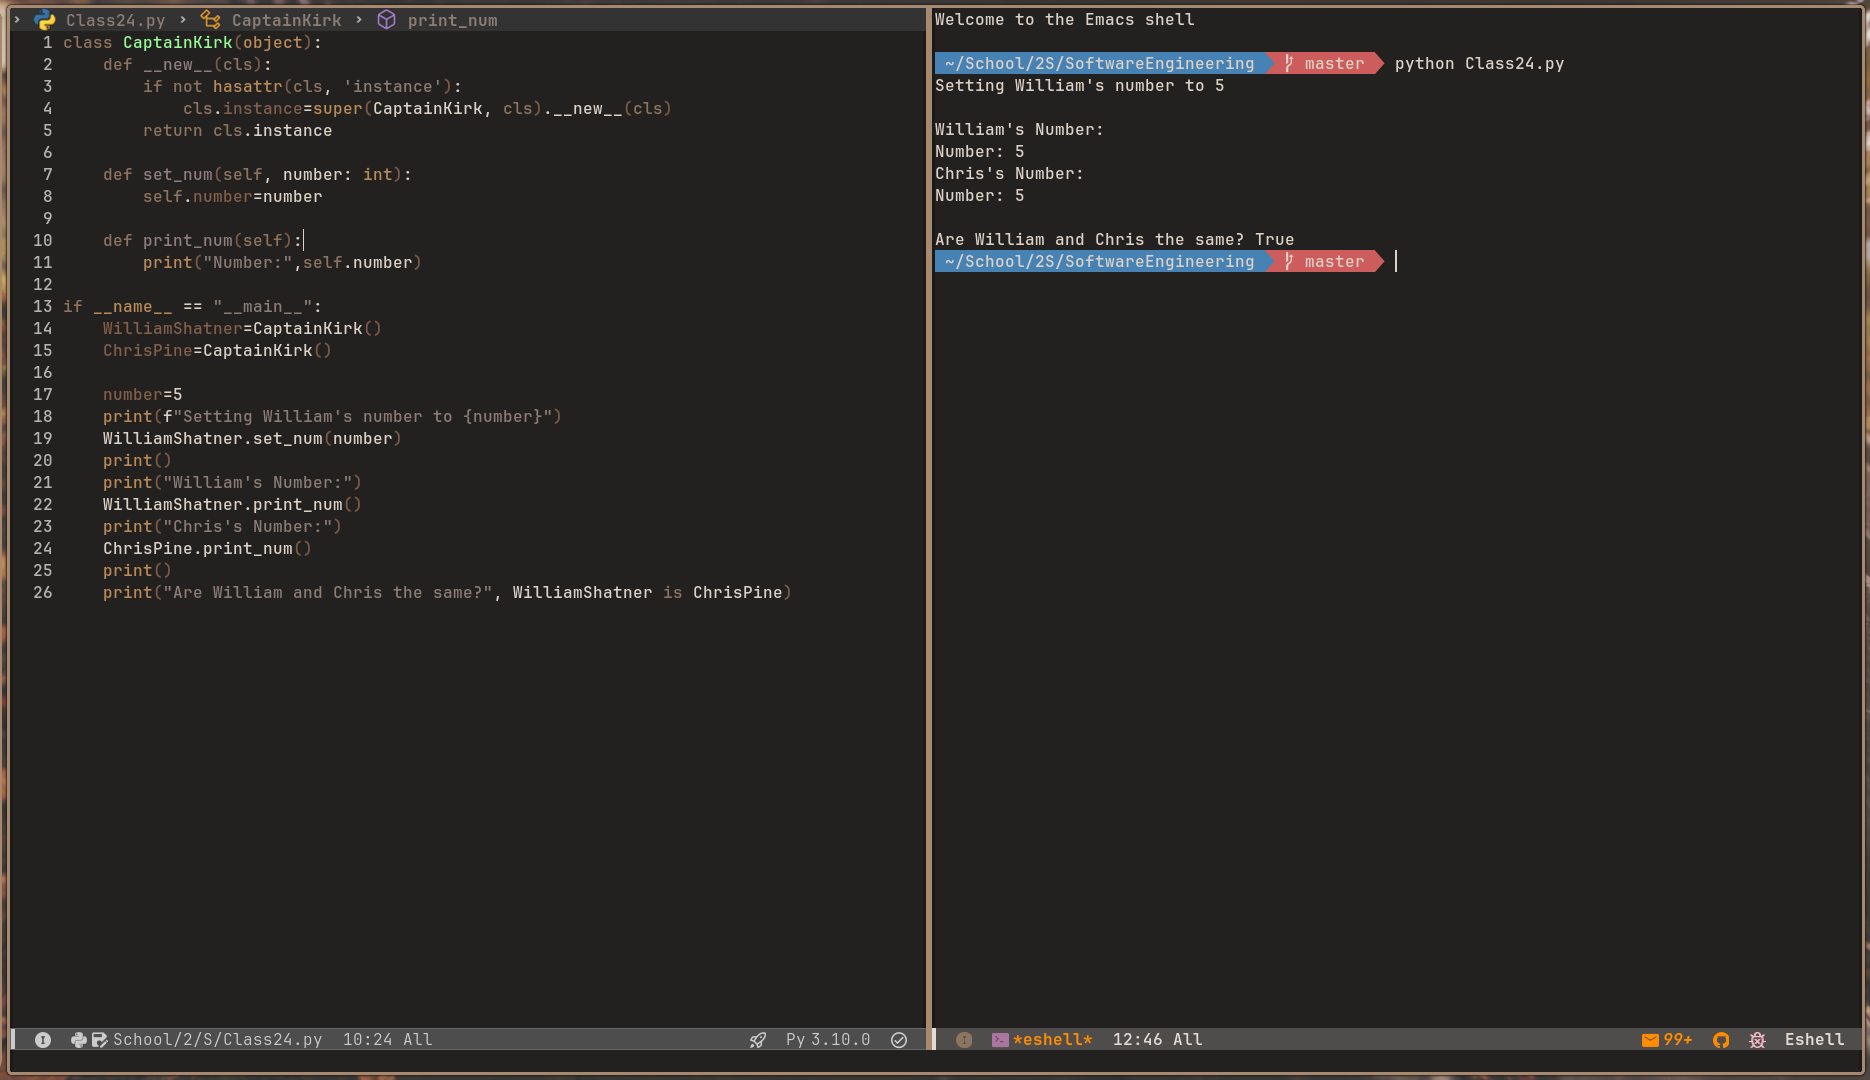 Class24.py › CaptainKirk › print_num
1 class CaptainKirk(object):
2     def __new__(cls):
3         if not hasattr(cls, 'instance'):
4             cls.instance=super(CaptainKirk, cls).__new__(cls)
5         return cls.instance
6
7     def set_num(self, number: int):
8         self.number=number
9
10     def print_num(self):
11         print("Number:",self.number)
12
13 if __name__ == "__main__":
14     WilliamShatner=CaptainKirk()
15     ChrisPine=CaptainKirk()
16
17     number=5
18     print(f"Setting William's number to {number}")
19     WilliamShatner.set_num(number)
20     print()
21     print("William's Number:")
22     WilliamShatner.print_num()
23     print("Chris's Number:")
24     ChrisPine.print_num()
25     print()
26     print("Are William and Chris the same?", WilliamShatner is ChrisPine)
School/2/S/Class24.py 10:24 All Py 3.10.0
Welcome to the Emacs shell
~/School/2S/SoftwareEngineering master python Class24.py
Setting William's number to 5
William's Number:
Number: 5
Chris's Number:
Number: 5
Are William and Chris the same? True
~/School/2S/SoftwareEngineering master
*eshell* 12:46 All 99+ Eshell